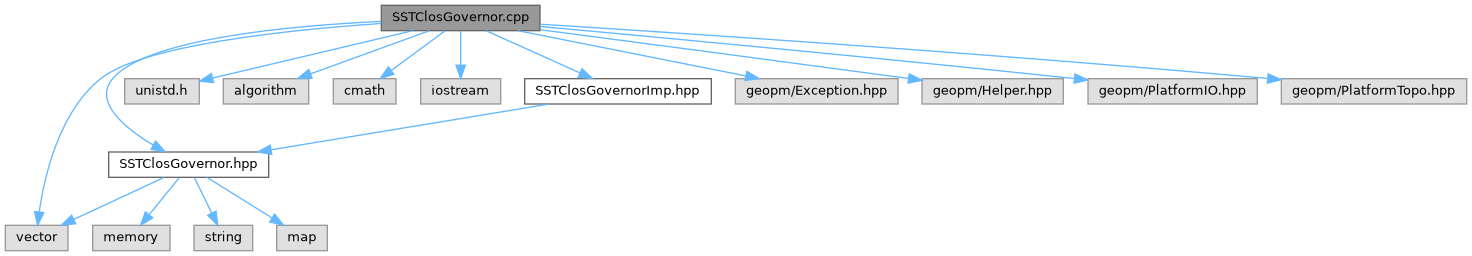 SSTClosGovernor.cpp
unistd.h
algorithm
cmath
iostream
SSTClosGovernorImp.hpp
geopm/Exception.hpp
geopm/Helper.hpp
geopm/PlatformIO.hpp
geopm/PlatformTopo.hpp
SSTClosGovernor.hpp
vector
memory
string
map